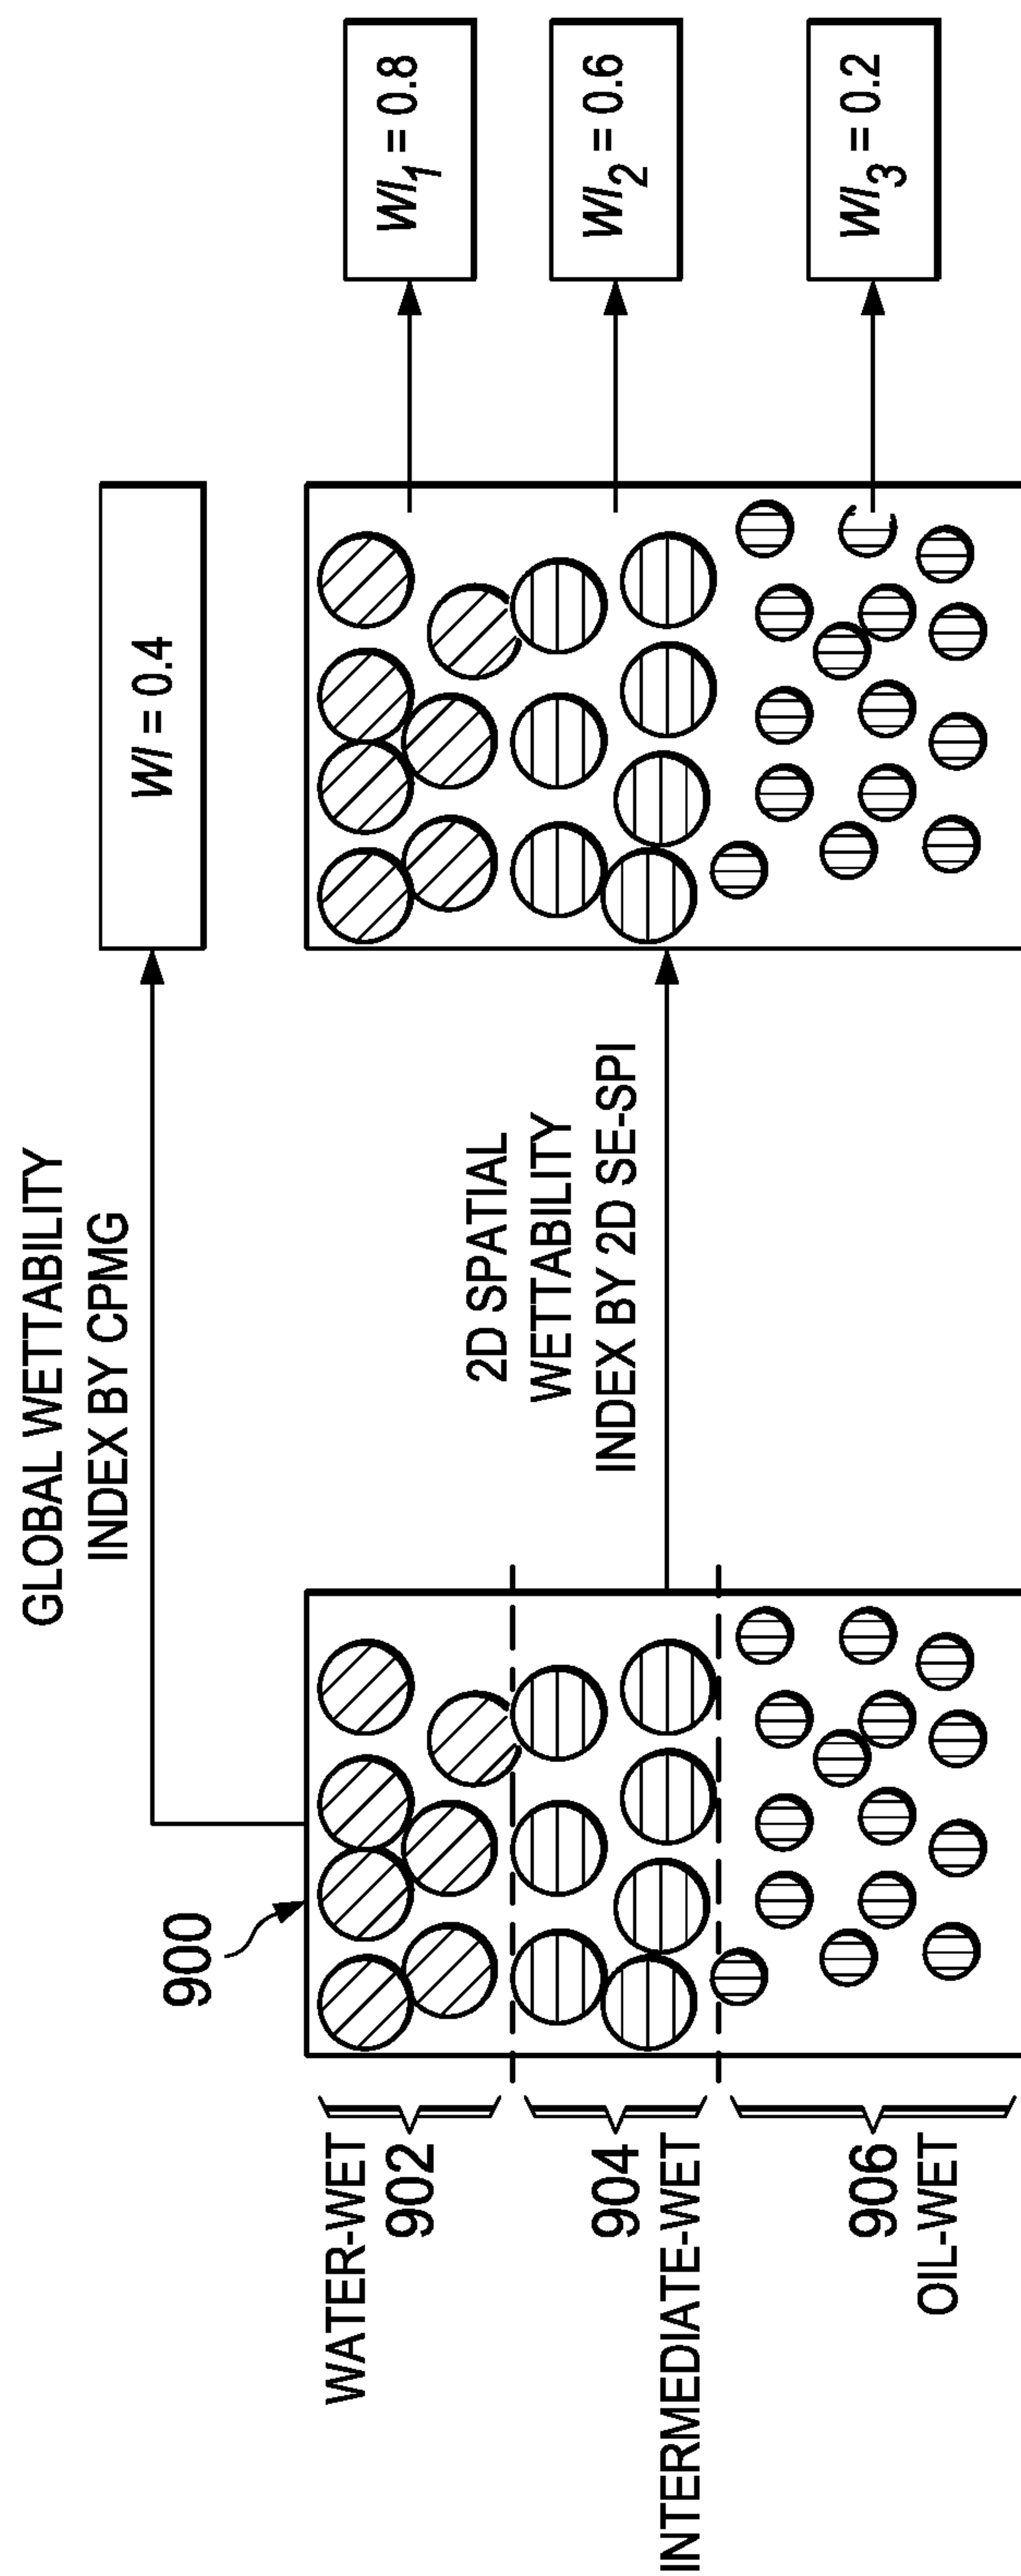 GLOBAL WETTABILITY
INDEX BY CPMG
WI = 0.4
900
WATER-WET
902
904
INTERMEDIATE-WET
906
OIL-WET
2D SPATIAL
WETTABILITY
INDEX BY 2D SE-SPI
WI1 = 0.8
WI2 = 0.6
WI3 = 0.2